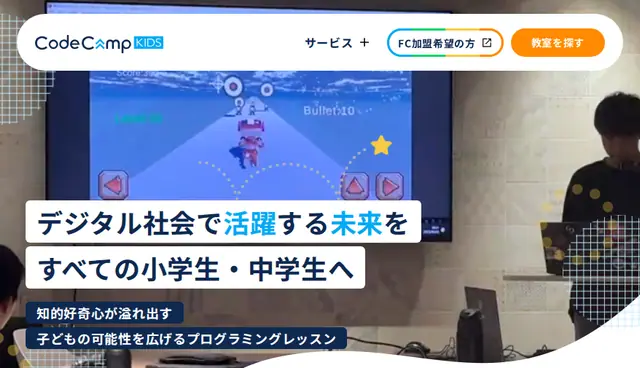 CodeCamp KIDS
サービス ＋
FC加盟希望の方
教室を探す
Bullet:10
デジタル社会で活躍する未来を
すべての小学生・中学生へ
知的好奇心が溢れ出す
子どもの可能性を広げるプログラミングレッスン